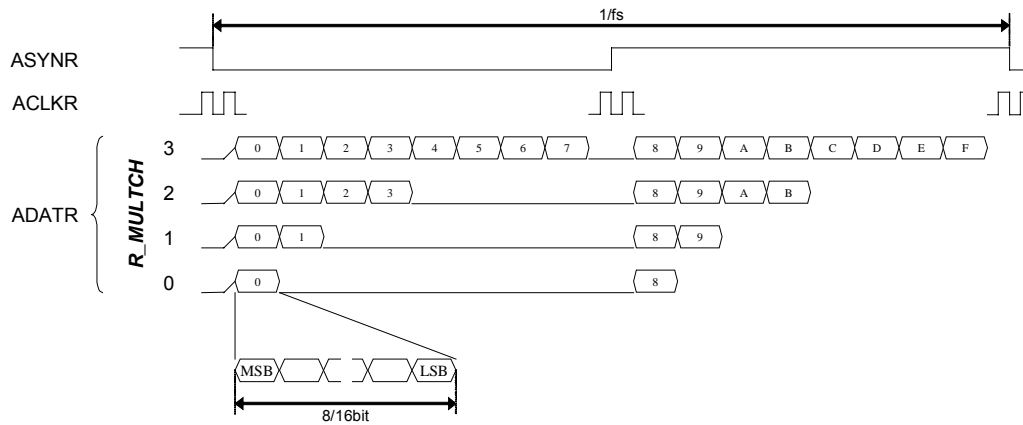 1/fs
ASYNR
ACLKR
ADATR
R_MULTCH
3 0 1 2 3 4 5 6 7 8 9 A B C D E F
2 0 1 2 3 8 9 A B
1 0 1 8 9
0 0 8
MSB LSB
8/16bit